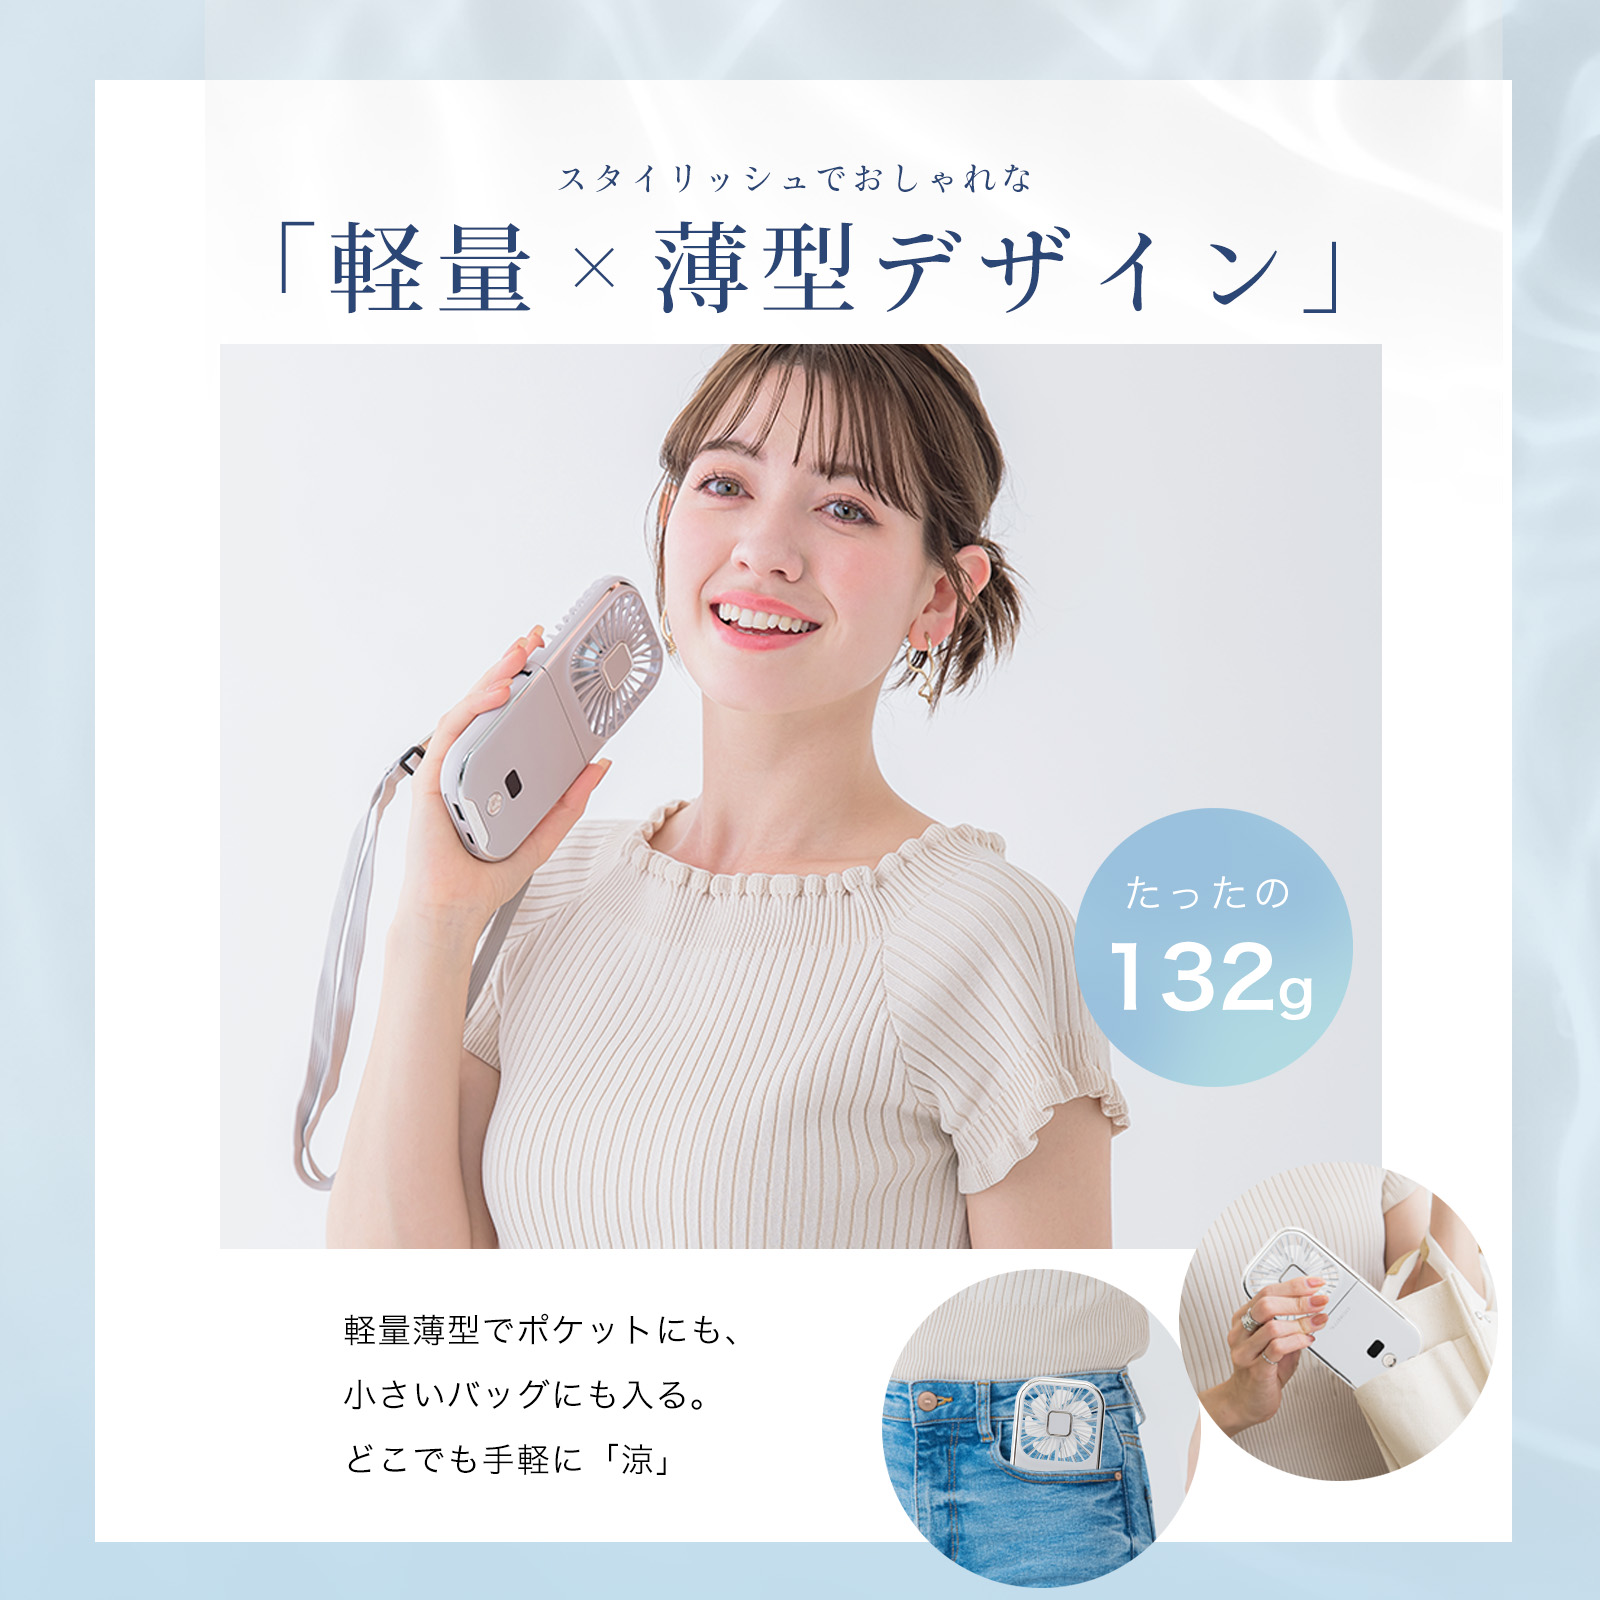 スタイリッシュでおしゃれな
「軽量×薄型デザイン」
たったの
132g
軽量薄型でポケットにも、
小さいバッグにも入る。
どこでも手軽に「涼」